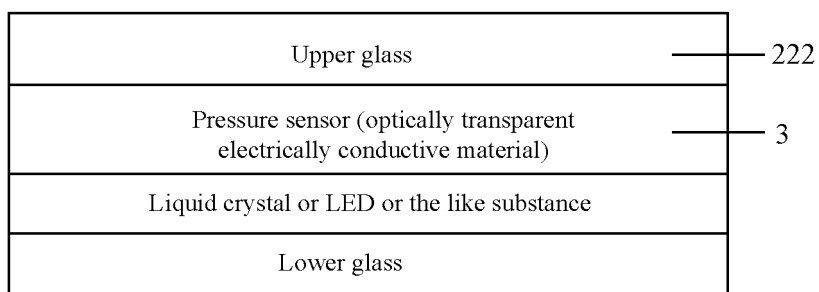 Upper glass
222
Pressure sensor (optically transparent
electrically conductive material)
3
Liquid crystal or LED or the like substance
Lower glass